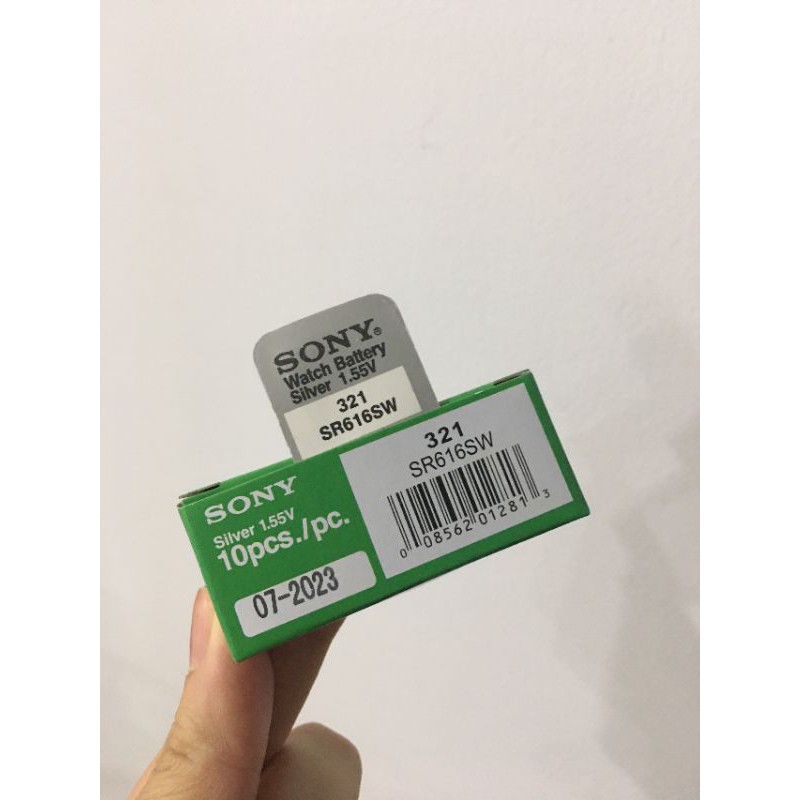 SONY®
Watch Battery
Silver 1.55V
321
SR616SW
SONY
Silver 1.55V
10pcs./pc.
07-2023
321
SR616SW
0 08562 01281 3